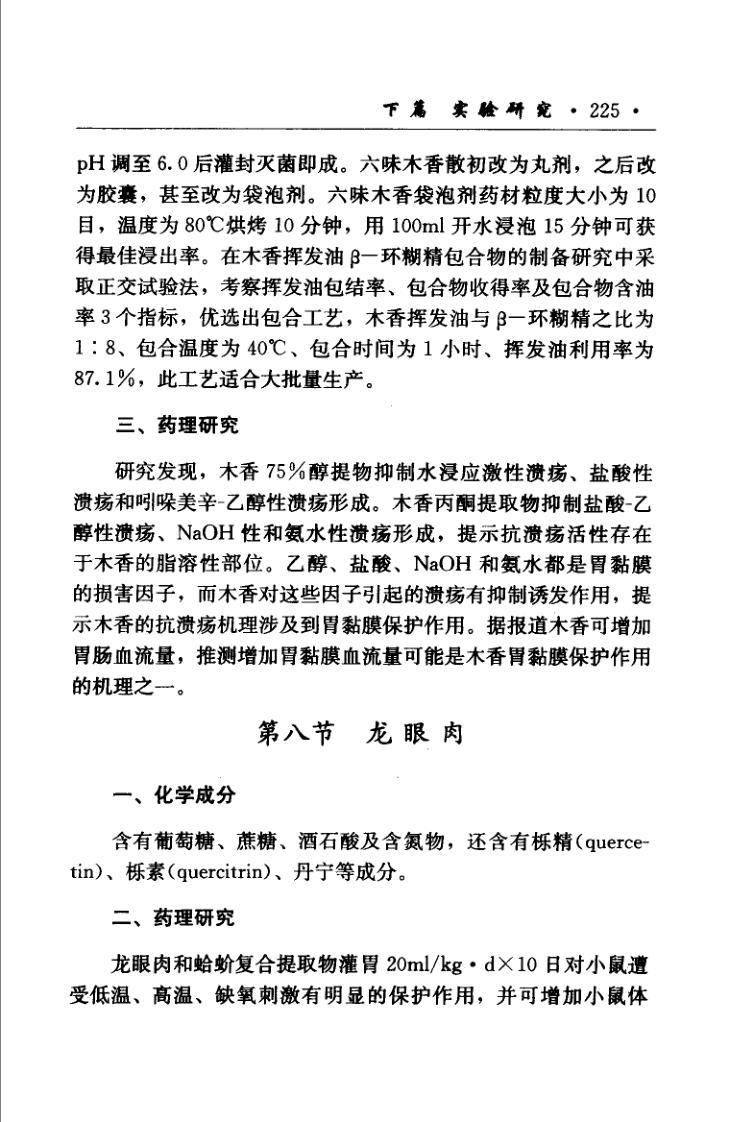 下篇 实验研究 · 225 ·
pH 调至 6.0 后灌封灭菌即成。六味木香散初改为丸剂，之后改
为胶囊，甚至改为袋泡剂。六味木香袋泡剂药材粒度大小为 10
目，温度为 80℃烘烤 10 分钟，用 100ml 开水浸泡 15 分钟可获
得最佳浸出率。在木香挥发油 β—环糊精包合物的制备研究中采
取正交试验法，考察挥发油包结率、包合物收得率及包合物含油
率 3 个指标，优选出包合工艺，木香挥发油与 β—环糊精之比为
1∶8、包合温度为 40℃、包合时间为 1 小时、挥发油利用率为
87.1%，此工艺适合大批量生产。
三、药理研究
研究发现，木香 75%醇提物抑制水浸应激性溃疡、盐酸性
溃疡和吲哚美辛-乙醇性溃疡形成。木香丙酮提取物抑制盐酸-乙
醇性溃疡、NaOH 性和氨水性溃疡形成，提示抗溃疡活性存在
于木香的脂溶性部位。乙醇、盐酸、NaOH 和氨水都是胃黏膜
的损害因子，而木香对这些因子引起的溃疡有抑制诱发作用，提
示木香的抗溃疡机理涉及到胃黏膜保护作用。据报道木香可增加
胃肠血流量，推测增加胃黏膜血流量可能是木香胃黏膜保护作用
的机理之一。
第八节 龙眼肉
一、化学成分
含有葡萄糖、蔗糖、酒石酸及含氮物，还含有栎精(querce-
tin)、栎素(quercitrin)、丹宁等成分。
二、药理研究
龙眼肉和蛤蚧复合提取物灌胃 20ml/kg·d×10 日对小鼠遭
受低温、高温、缺氧刺激有明显的保护作用，并可增加小鼠体